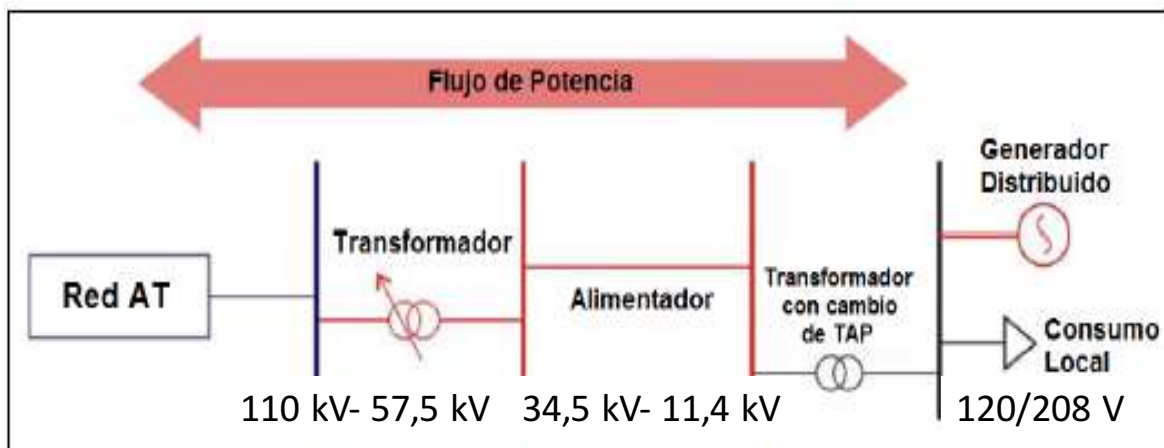 Flujo de Potencia
Generador
Distribuido
Transformador
Red AT
Alimentador
Transformador
con cambio
de TAP
Consumo
Local
110 kV- 57,5 kV
34,5 kV- 11,4 kV
120/208 V